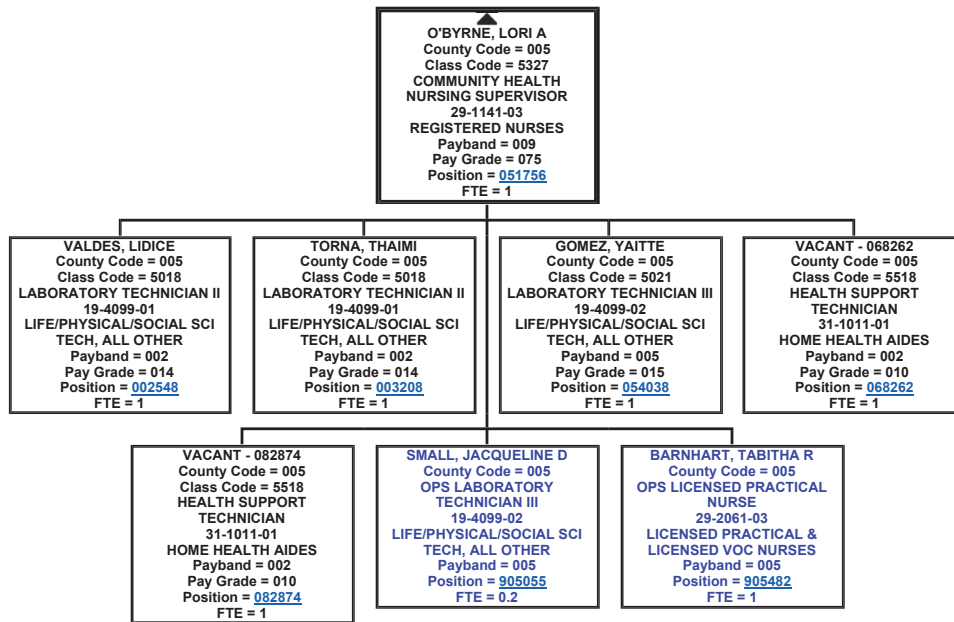 O'BYRNE, LORI A
County Code = 005
Class Code = 5327
COMMUNITY HEALTH
NURSING SUPERVISOR
29-1141-03
REGISTERED NURSES
Payband = 009
Pay Grade = 075
Position = 051756
FTE = 1
VALDES, LIDICE
County Code = 005
Class Code = 5018
LABORATORY TECHNICIAN II
19-4099-01
LIFE/PHYSICAL/SOCIAL SCI
TECH, ALL OTHER
Payband = 002
Pay Grade = 014
Position = 002548
FTE = 1
TORNA, THAIMI
County Code = 005
Class Code = 5018
LABORATORY TECHNICIAN II
19-4099-01
LIFE/PHYSICAL/SOCIAL SCI
TECH, ALL OTHER
Payband = 002
Pay Grade = 014
Position = 003208
FTE = 1
GOMEZ, YAITTE
County Code = 005
Class Code = 5021
LABORATORY TECHNICIAN III
19-4099-02
LIFE/PHYSICAL/SOCIAL SCI
TECH, ALL OTHER
Payband = 005
Pay Grade = 015
Position = 054038
FTE = 1
VACANT - 068262
County Code = 005
Class Code = 5518
HEALTH SUPPORT
TECHNICIAN
31-1011-01
HOME HEALTH AIDES
Payband = 002
Pay Grade = 010
Position = 068262
FTE = 1
VACANT - 082874
County Code = 005
Class Code = 5518
HEALTH SUPPORT
TECHNICIAN
31-1011-01
HOME HEALTH AIDES
Payband = 002
Pay Grade = 010
Position = 082874
FTE = 1
SMALL, JACQUELINE D
County Code = 005
OPS LABORATORY
TECHNICIAN III
19-4099-02
LIFE/PHYSICAL/SOCIAL SCI
TECH, ALL OTHER
Payband = 005
Position = 905055
FTE = 0.2
BARNHART, TABITHA R
County Code = 005
OPS LICENSED PRACTICAL
NURSE
29-2061-03
LICENSED PRACTICAL &
LICENSED VOC NURSES
Payband = 005
Position = 905482
FTE = 1